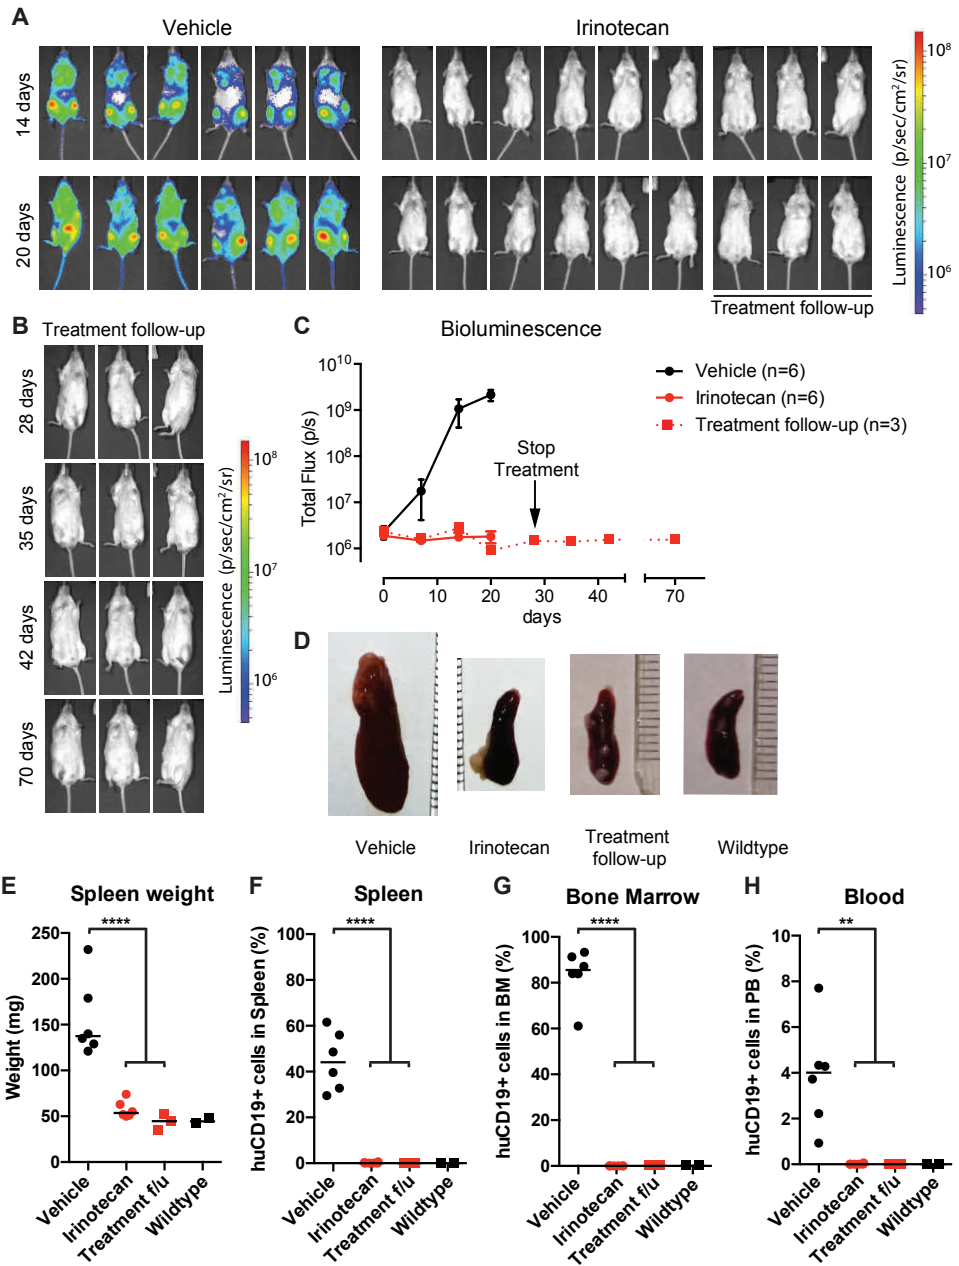 A
Vehicle
Irinotecan
14 days
20 days
Luminescence (p/sec/cm²/sr)
10⁸
10⁷
10⁶
Treatment follow-up
B
Treatment follow-up
28 days
35 days
42 days
70 days
Luminescence (p/sec/cm²/sr)
10⁸
10⁷
10⁶
C
Bioluminescence
Total Flux (p/s)
10¹⁰
10⁹
10⁸
10⁷
10⁶
Stop
Treatment
0 10 20 30 40 70
days
Vehicle (n=6)
Irinotecan (n=6)
Treatment follow-up (n=3)
D
Vehicle
Irinotecan
Treatment
follow-up
Wildtype
E
Spleen weight
****
Weight (mg)
250
200
150
100
50
0
Vehicle
Irinotecan
Treatment f/u
Wildtype
F
Spleen
****
huCD19+ cells in Spleen (%)
100
80
60
40
20
0
Vehicle
Irinotecan
Treatment f/u
Wildtype
G
Bone Marrow
****
huCD19+ cells in BM (%)
100
80
60
40
20
0
Vehicle
Irinotecan
Treatment f/u
Wildtype
H
Blood
**
huCD19+ cells in PB (%)
10
8
6
4
2
0
Vehicle
Irinotecan
Treatment f/u
Wildtype